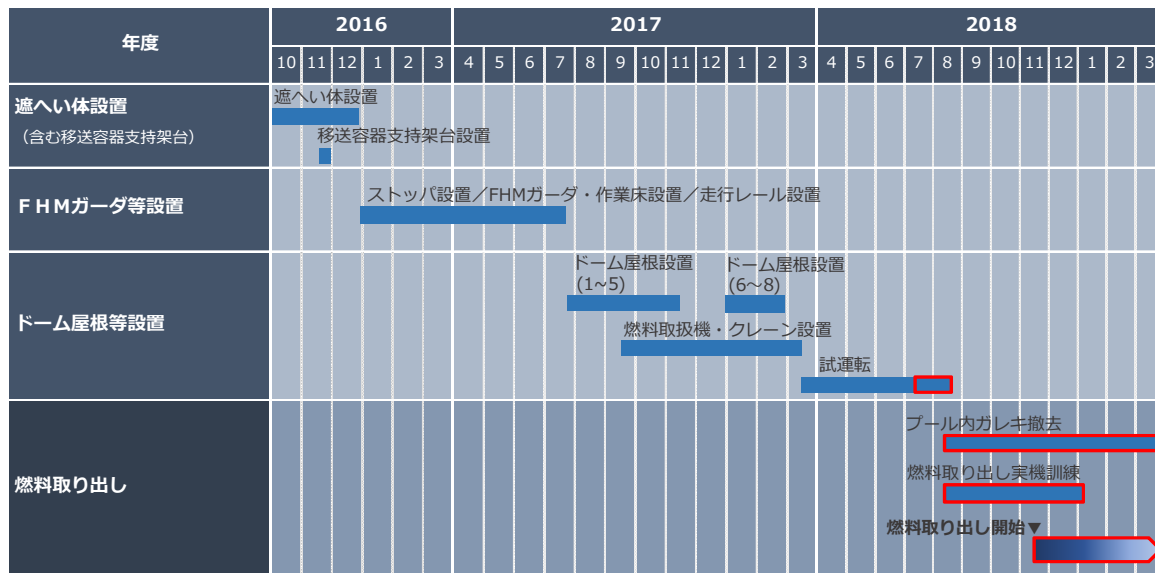 年度
2016
2017
2018
10 11 12 1 2 3 4 5 6 7 8 9 10 11 12 1 2 3 4 5 6 7 8 9 10 11 12 1 2 3
遮へい体設置
（含む移送容器支持架台）
遮へい体設置
移送容器支持架台設置
ＦＨＭガーダ等設置
ストッパ設置／FHMガーダ・作業床設置／走行レール設置
ドーム屋根等設置
ドーム屋根設置
(1~5)
ドーム屋根設置
(6～8)
燃料取扱機・クレーン設置
試運転
燃料取り出し
プール内ガレキ撤去
燃料取り出し実機訓練
燃料取り出し開始▼